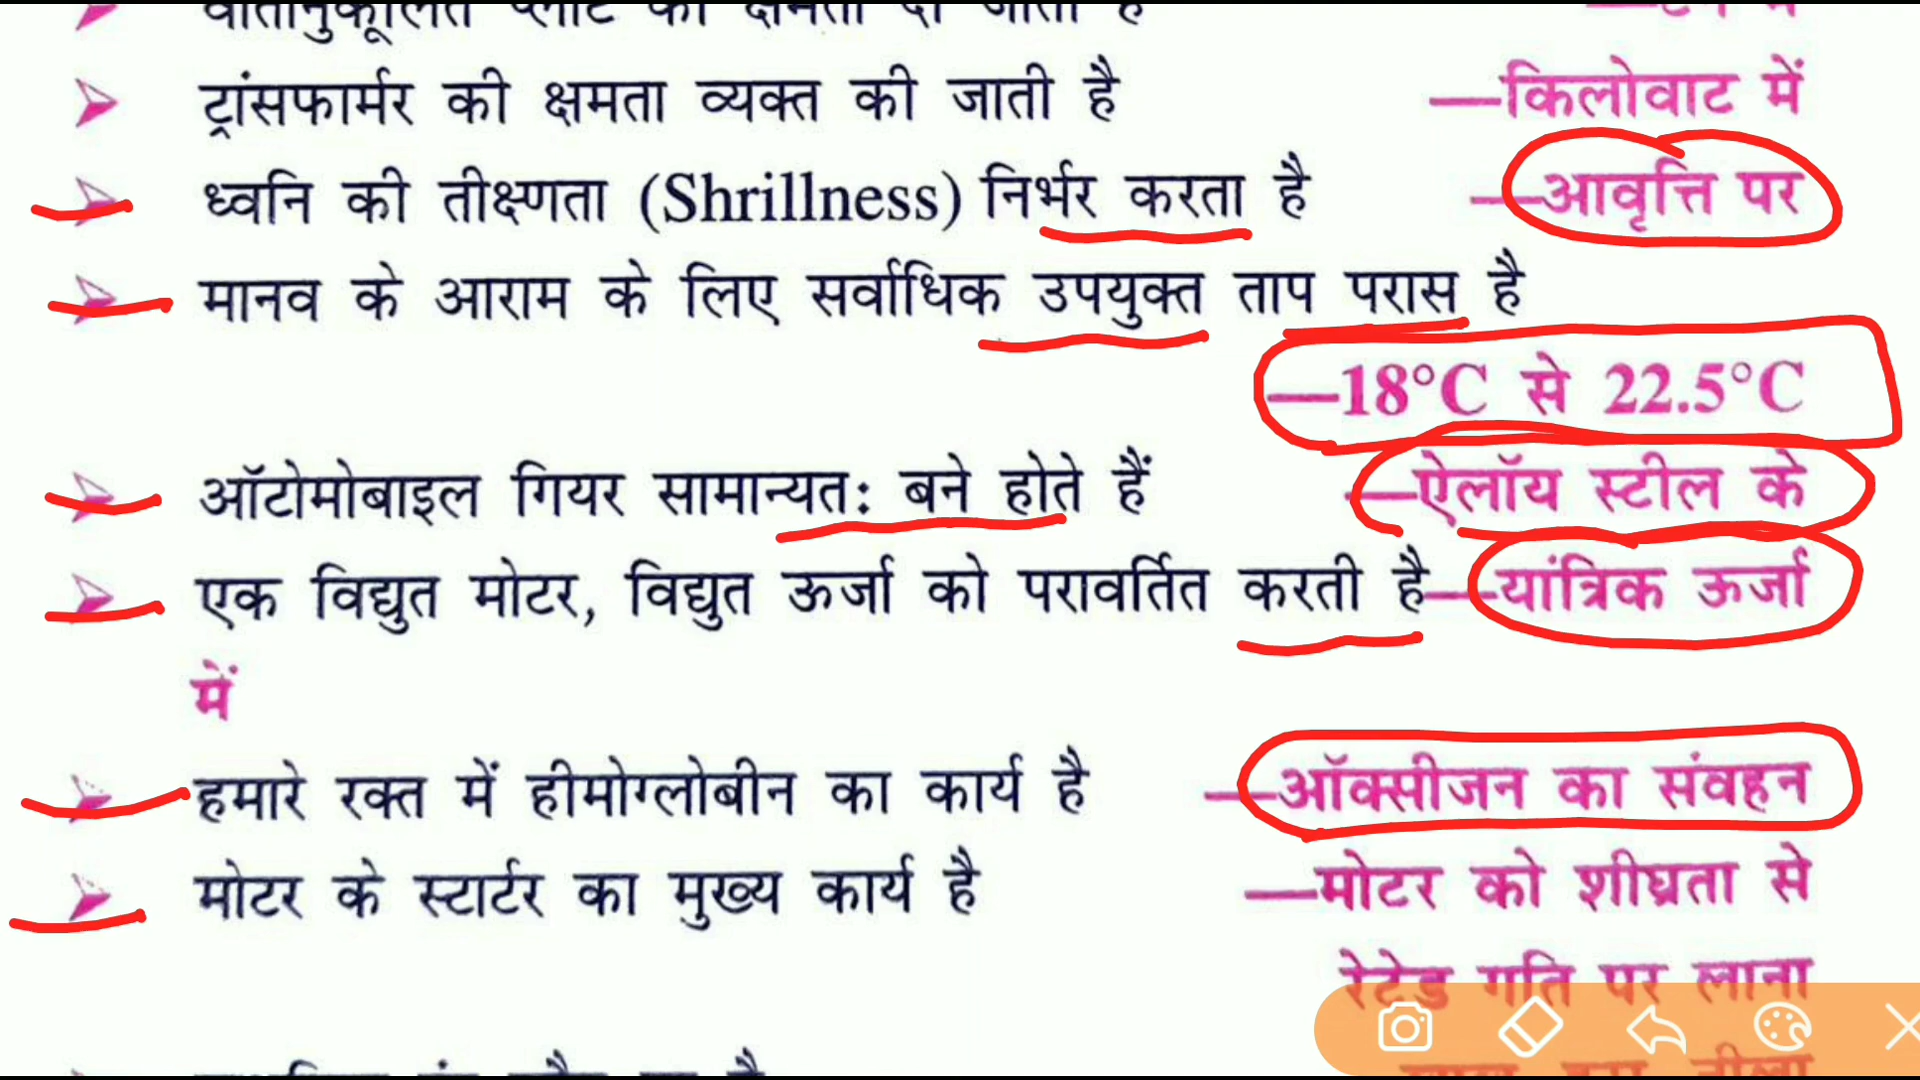 वातानुकूलित प्लांट की क्षमता दी जाती है —टन में
ट्रांसफार्मर की क्षमता व्यक्त की जाती है —किलोवाट में
ध्वनि की तीक्ष्णता (Shrillness) निर्भर करता है —आवृत्ति पर
मानव के आराम के लिए सर्वाधिक उपयुक्त ताप परास है
—18°C से 22.5°C
ऑटोमोबाइल गियर सामान्यत: बने होते हैं —ऐलॉय स्टील के
एक विद्युत मोटर, विद्युत ऊर्जा को परावर्तित करती है—यांत्रिक ऊर्जा
में
हमारे रक्त में हीमोग्लोबीन का कार्य है —ऑक्सीजन का संवहन
मोटर के स्टार्टर का मुख्य कार्य है —मोटर को शीघ्रता से
रेटेड गति पर लाना